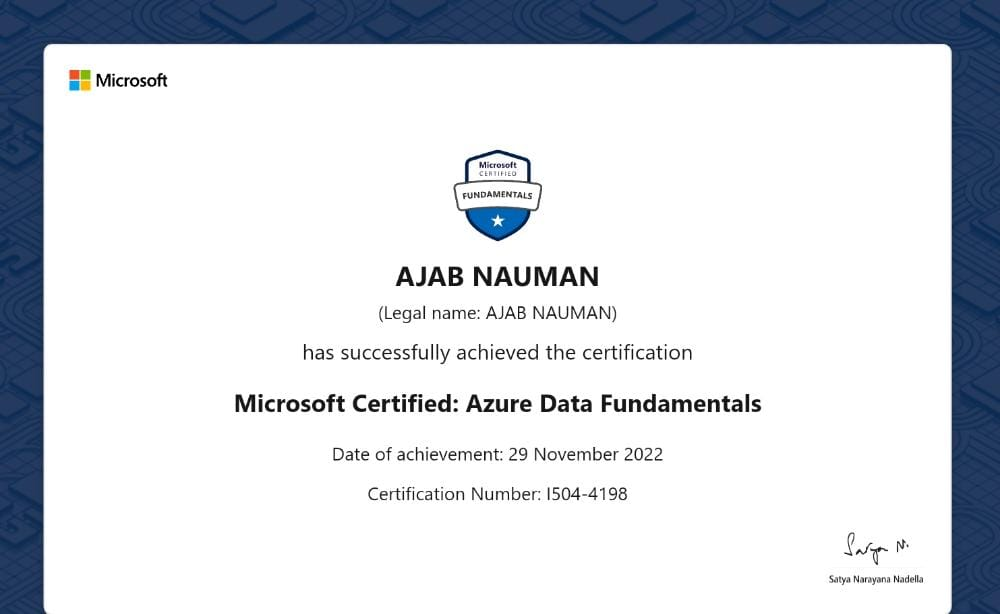 Microsoft
Microsoft
CERTIFIED
FUNDAMENTALS
AJAB NAUMAN
(Legal name: AJAB NAUMAN)
has successfully achieved the certification
Microsoft Certified: Azure Data Fundamentals
Date of achievement: 29 November 2022
Certification Number: I504-4198
Satya N.
Satya Narayana Nadella